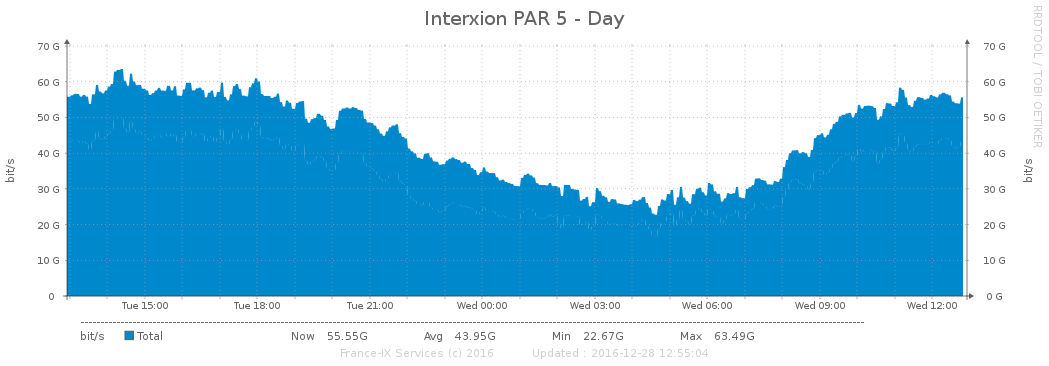 Interxion PAR 5 - Day
RRDTOOL / TOBI OETIKER
70 G 70 G
60 G 60 G
50 G 50 G
40 G 40 G
30 G 30 G
20 G 20 G
10 G 10 G
0 0 G
bit/s
bit/s
Tue 15:00 Tue 18:00 Tue 21:00 Wed 00:00 Wed 03:00 Wed 06:00 Wed 09:00 Wed 12:00
bit/s Total Now 55.55G Avg 43.95G Min 22.67G Max 63.49G
France-IX Services (c) 2016 Updated : 2016-12-28 12:55:04